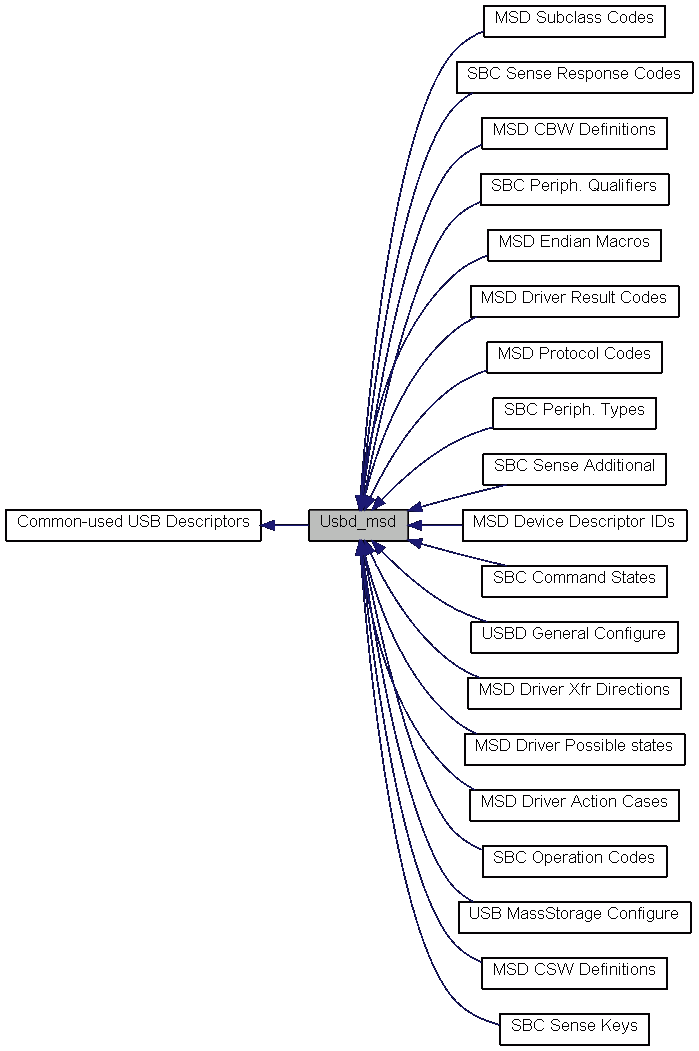 MSD Subclass Codes
SBC Sense Response Codes
MSD CBW Definitions
SBC Periph. Qualifiers
MSD Endian Macros
MSD Driver Result Codes
MSD Protocol Codes
SBC Periph. Types
SBC Sense Additional
Common-used USB Descriptors
Usbd_msd
MSD Device Descriptor IDs
SBC Command States
USBD General Configure
MSD Driver Xfr Directions
MSD Driver Possible states
MSD Driver Action Cases
SBC Operation Codes
USB MassStorage Configure
MSD CSW Definitions
SBC Sense Keys